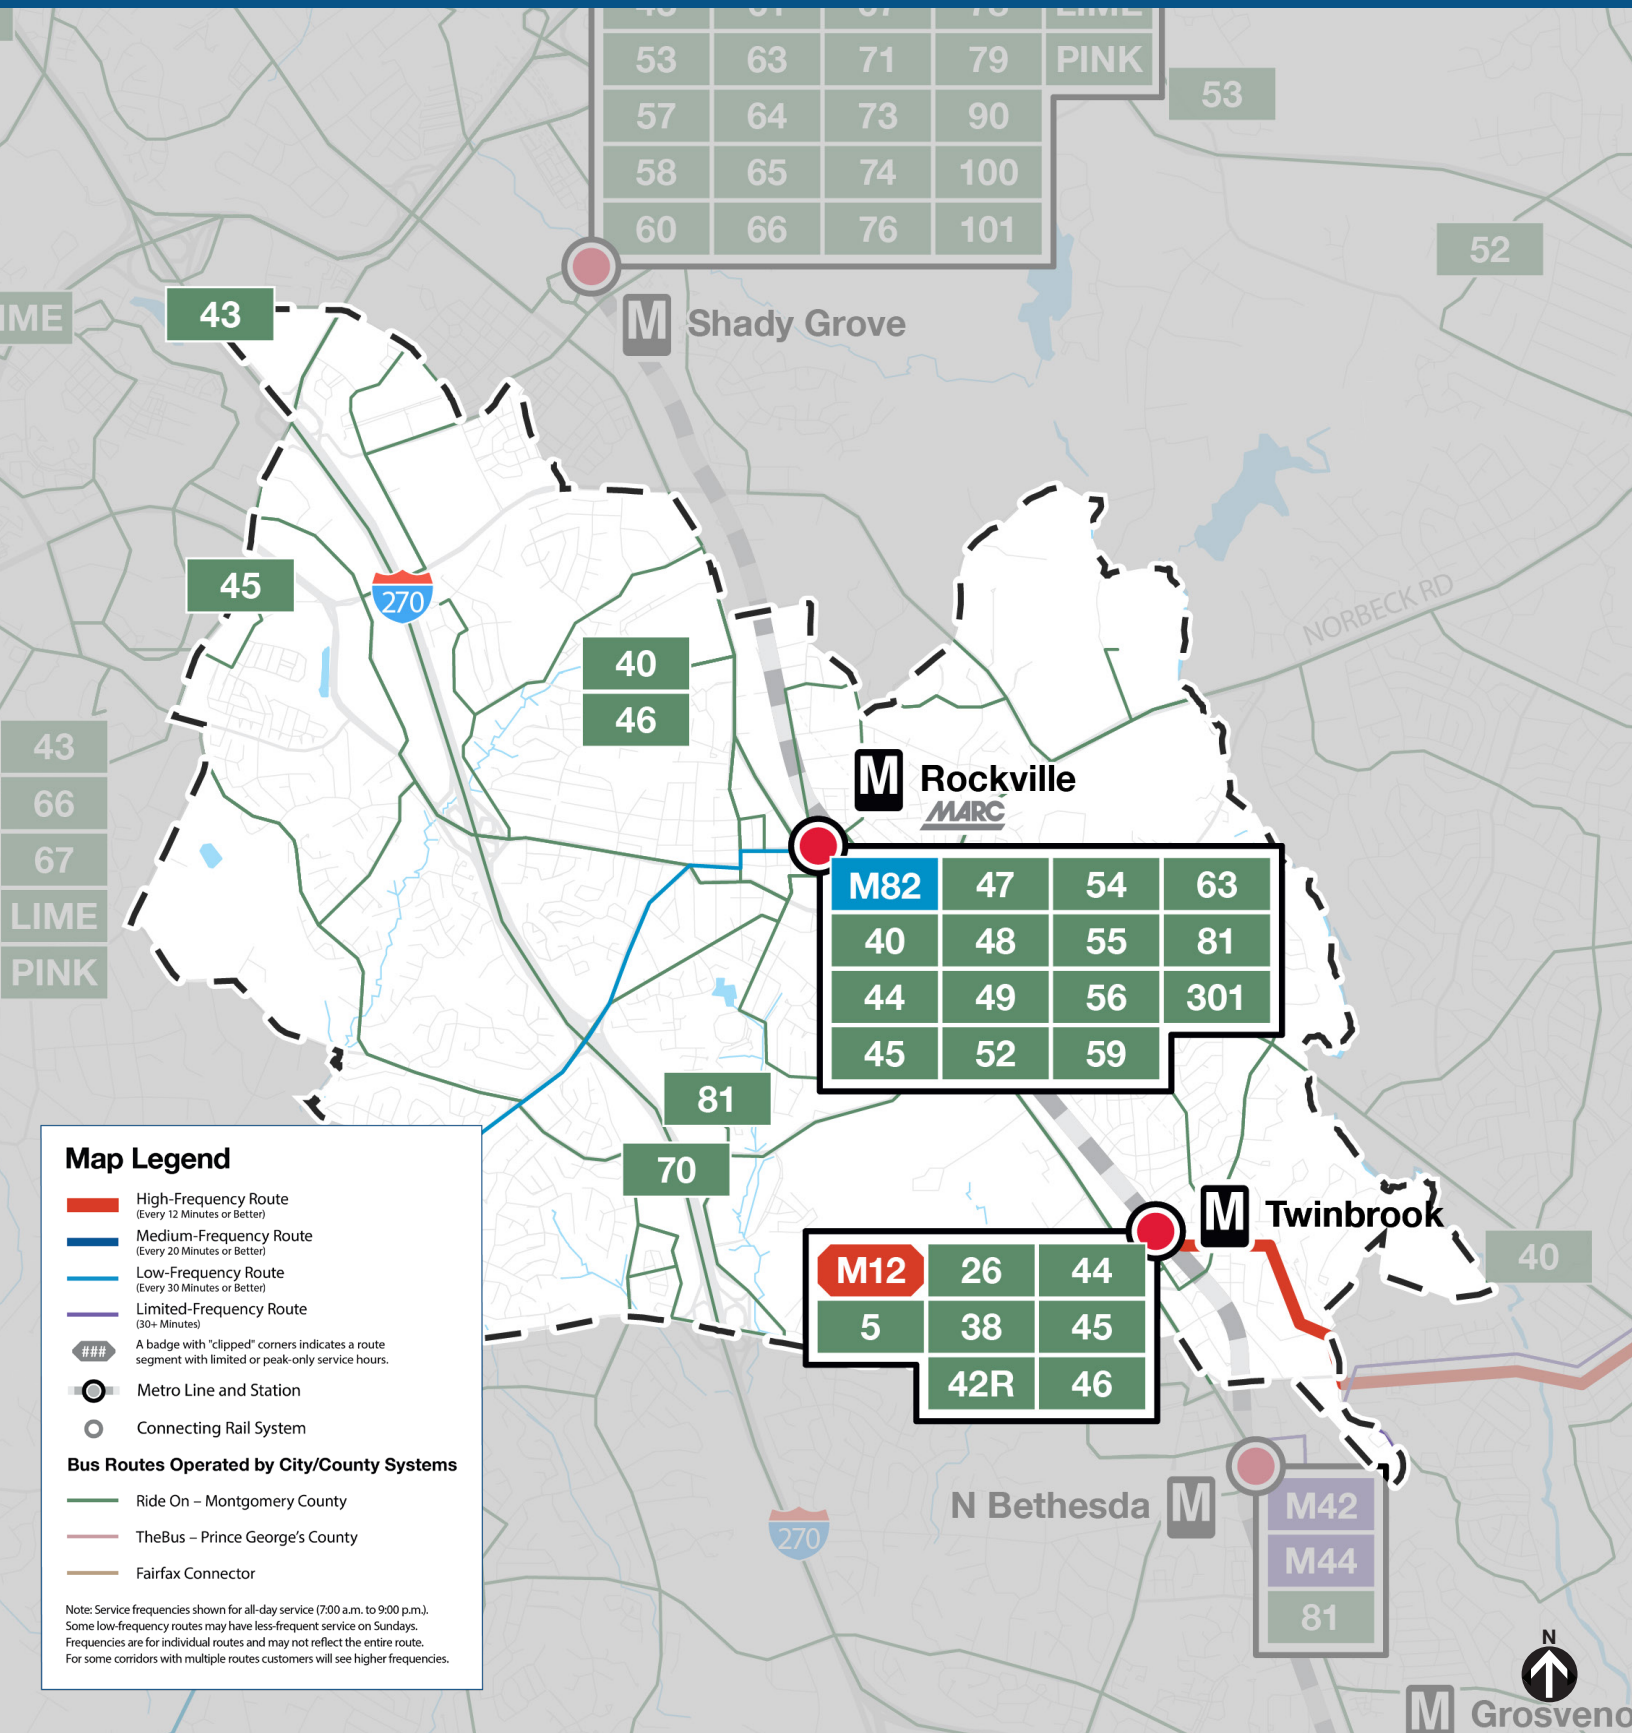 53 63 71 79 PINK
57 64 73 90
58 65 74 100
60 66 76 101
53
52
M Shady Grove
43
45
270
40
46
NORBECK RD
43
66
67
LIME
PINK
M Rockville
MARC
M82 47 54 63
40 48 55 81
44 49 56 301
45 52 59
81
70
M Twinbrook
M12 26 44
5 38 45
42R 46
40
N Bethesda M
M42
M44
81
270
N
M
Map Legend
High-Frequency Route
(Every 12 Minutes or Better)
Medium-Frequency Route
(Every 20 Minutes or Better)
Low-Frequency Route
(Every 30 Minutes or Better)
Limited-Frequency Route
(30+ Minutes)
### A badge with "clipped" corners indicates a route
segment with limited or peak-only service hours.
Metro Line and Station
Connecting Rail System
Bus Routes Operated by City/County Systems
Ride On – Montgomery County
TheBus – Prince George's County
Fairfax Connector
Note: Service frequencies shown for all-day service (7:00 a.m. to 9:00 p.m.).
Some low-frequency routes may have less-frequent service on Sundays.
Frequencies are for individual routes and may not reflect the entire route.
For some corridors with multiple routes customers will see higher frequencies.